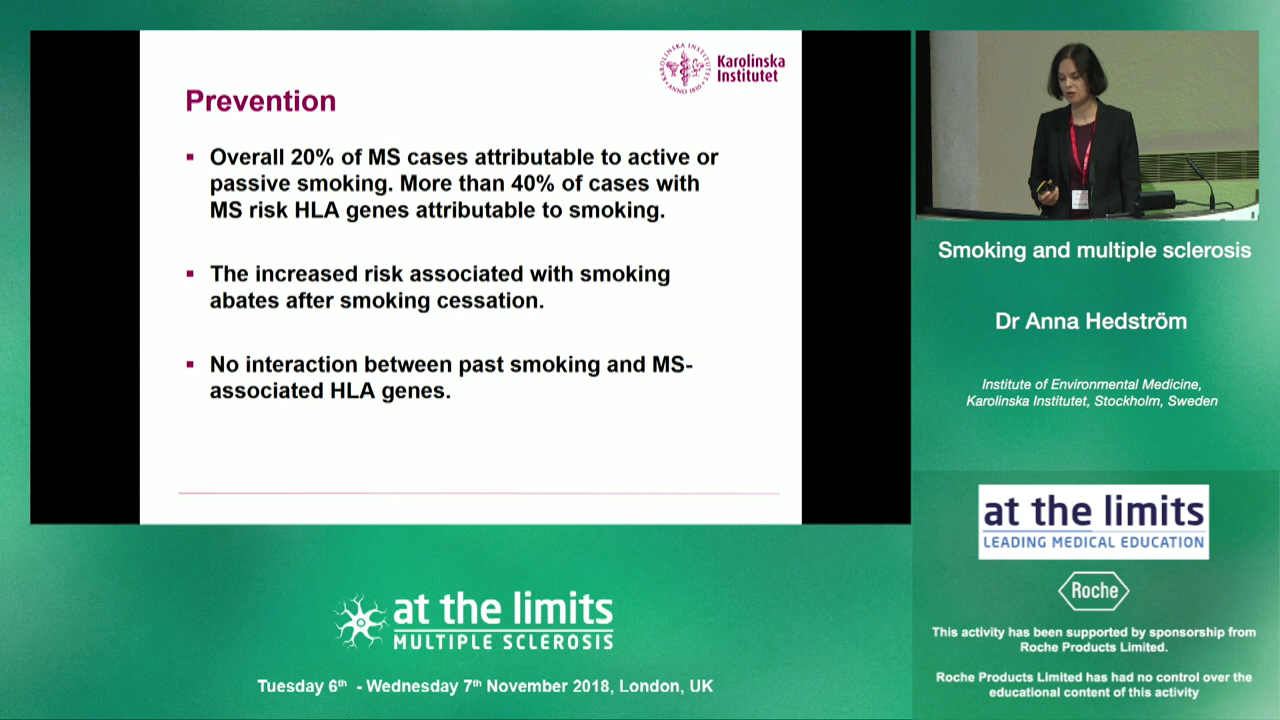 Karolinska
Institutet
KAROLINSKA INSTITUTET
ANNO 1810
Prevention
Overall 20% of MS cases attributable to active or
passive smoking. More than 40% of cases with
MS risk HLA genes attributable to smoking.
The increased risk associated with smoking
abates after smoking cessation.
No interaction between past smoking and MS-
associated HLA genes.
Smoking and multiple sclerosis
Dr Anna Hedström
Institute of Environmental Medicine,
Karolinska Institutet, Stockholm, Sweden
at the limits
LEADING MEDICAL EDUCATION
Roche
This activity has been supported by sponsorship from
Roche Products Limited.
Roche Products Limited has had no control over the
educational content of this activity
at the limits
MULTIPLE SCLEROSIS
Tuesday 6th - Wednesday 7th November 2018, London, UK